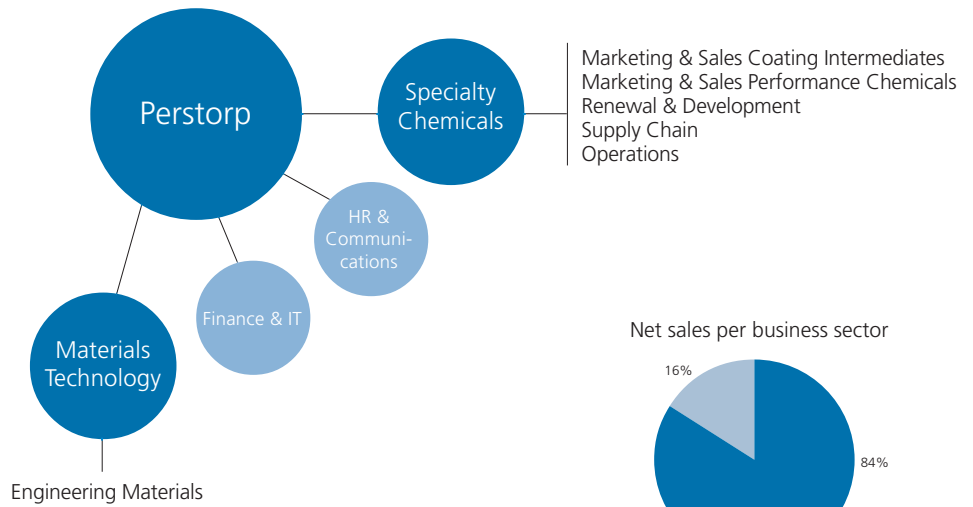 Perstorp
Specialty
Chemicals
Marketing & Sales Coating Intermediates
Marketing & Sales Performance Chemicals
Renewal & Development
Supply Chain
Operations
HR &
Communi-
cations
Finance & IT
Materials
Technology
Engineering Materials
Net sales per business sector
16%
84%